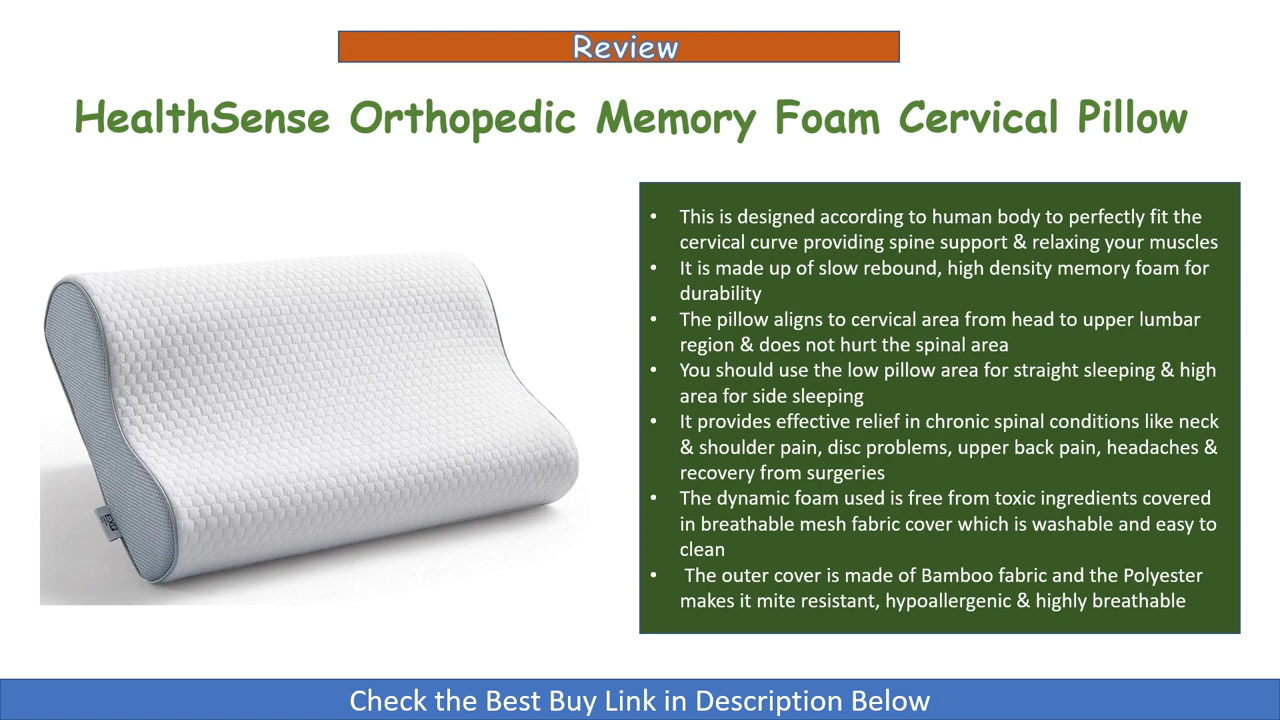 Review
HealthSense Orthopedic Memory Foam Cervical Pillow
• This is designed according to human body to perfectly fit the
cervical curve providing spine support & relaxing your muscles
• It is made up of slow rebound, high density memory foam for
durability
• The pillow aligns to cervical area from head to upper lumbar
region & does not hurt the spinal area
• You should use the low pillow area for straight sleeping & high
area for side sleeping
• It provides effective relief in chronic spinal conditions like neck
& shoulder pain, disc problems, upper back pain, headaches &
recovery from surgeries
• The dynamic foam used is free from toxic ingredients covered
in breathable mesh fabric cover which is washable and easy to
clean
• The outer cover is made of Bamboo fabric and the Polyester
makes it mite resistant, hypoallergenic & highly breathable
Check the Best Buy Link in Description Below